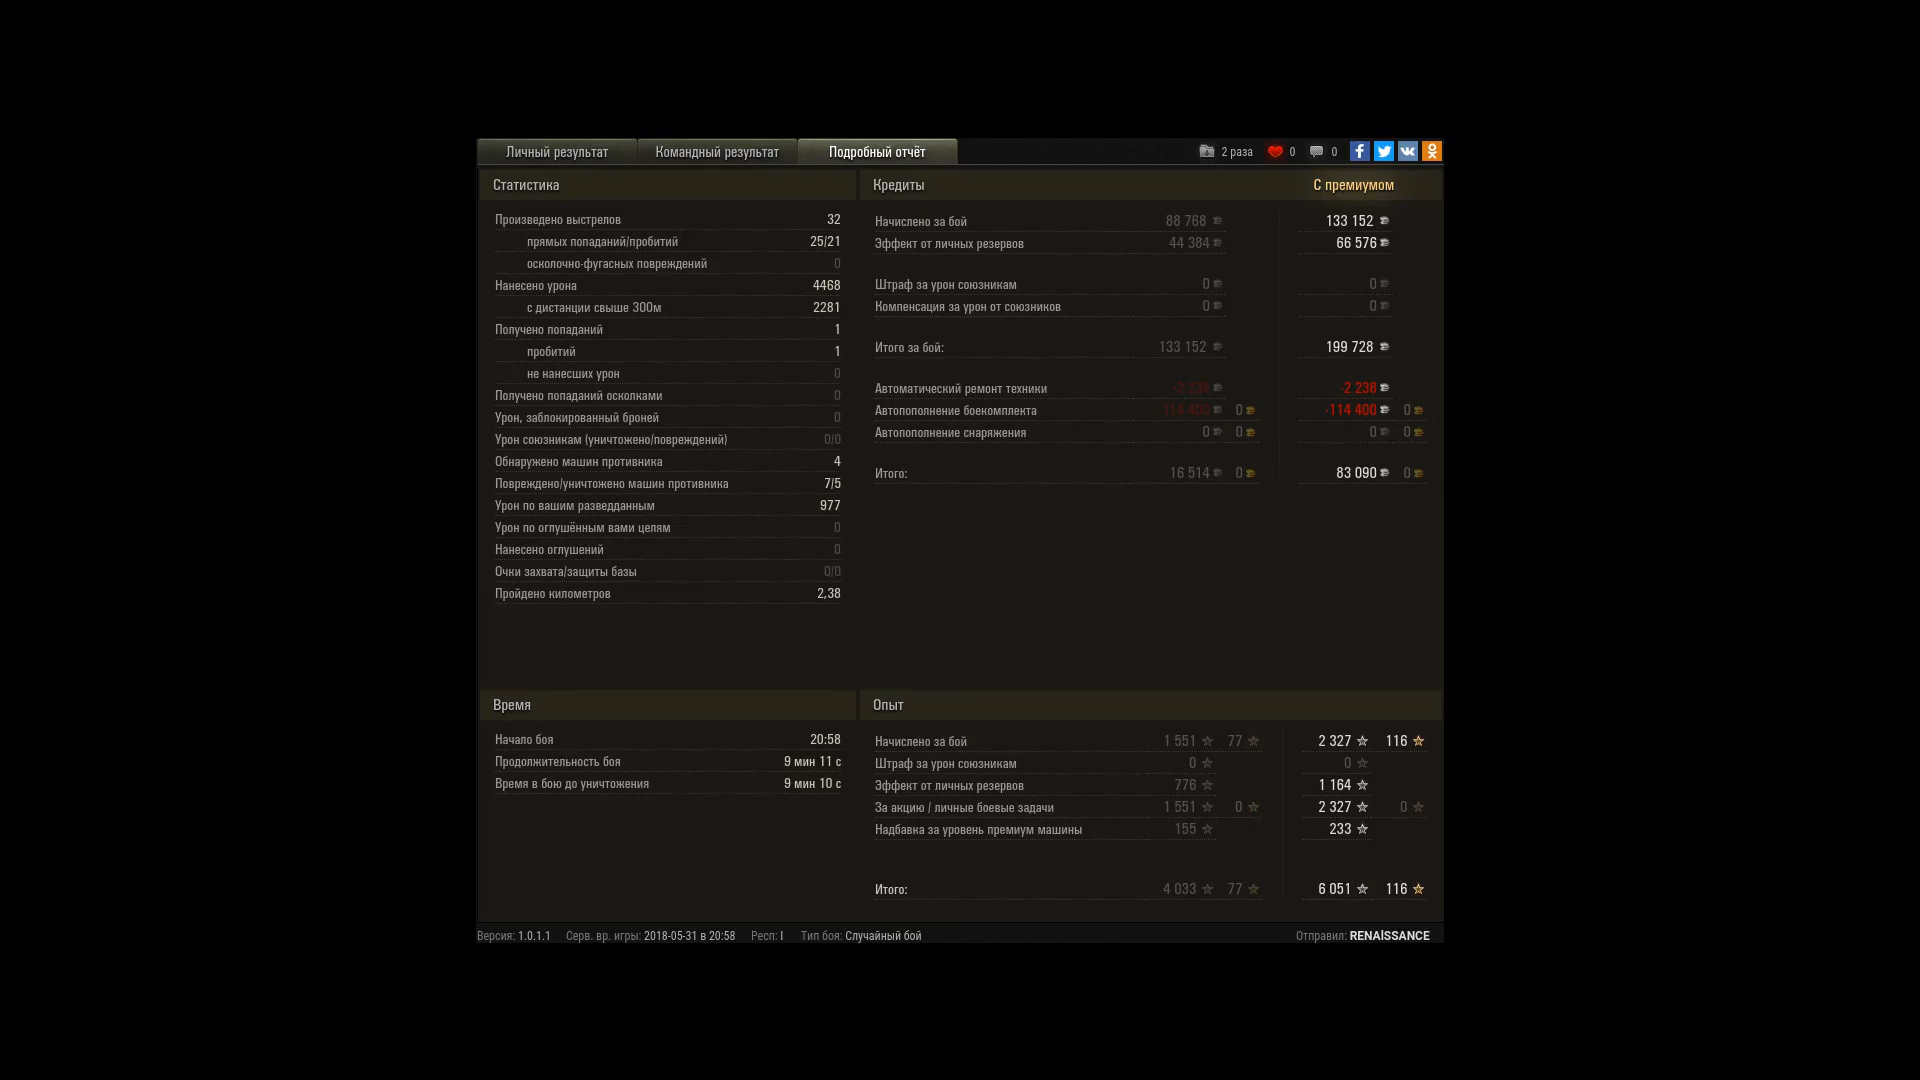 Личный результат Командный результат Подробный отчёт 2 раза 0 0
Статистика
Произведено выстрелов 32
прямых попаданий/пробитий 25/21
осколочно-фугасных повреждений 0
Нанесено урона 4468
с дистанции свыше 300м 2281
Получено попаданий 1
пробитий 1
не нанесших урон 0
Получено попаданий осколками 0
Урон, заблокированный броней 0
Урон союзникам (уничтожено/повреждений) 0/0
Обнаружено машин противника 4
Повреждено/уничтожено машин противника 7/5
Урон по вашим разведданным 977
Урон по оглушённым вами целям 0
Нанесено оглушений 0
Очки захвата/защиты базы 0/0
Пройдено километров 2,38
Кредиты С премиумом
Начислено за бой 88 768 133 152
Эффект от личных резервов 44 384 66 576
Штраф за урон союзникам 0 0
Компенсация за урон от союзников 0 0
Итого за бой: 133 152 199 728
Автоматический ремонт техники -2 238 -2 238
Автопополнение боекомплекта -114 400 0 -114 400 0
Автопополнение снаряжения 0 0 0 0
Итого: 16 514 0 83 090 0
Время
Начало боя 20:58
Продолжительность боя 9 мин 11 с
Время в бою до уничтожения 9 мин 10 с
Опыт
Начислено за бой 1 551 77 2 327 116
Штраф за урон союзникам 0 0
Эффект от личных резервов 776 1 164
За акцию / личные боевые задачи 1 551 0 2 327 0
Надбавка за уровень премиум машины 155 233
Итого: 4 033 77 6 051 116
Версия: 1.0.1.1 Серв. вр. игры: 2018-05-31 в 20:58 Респ: I Тип боя: Случайный бой Отправил: RENAlSSANCE